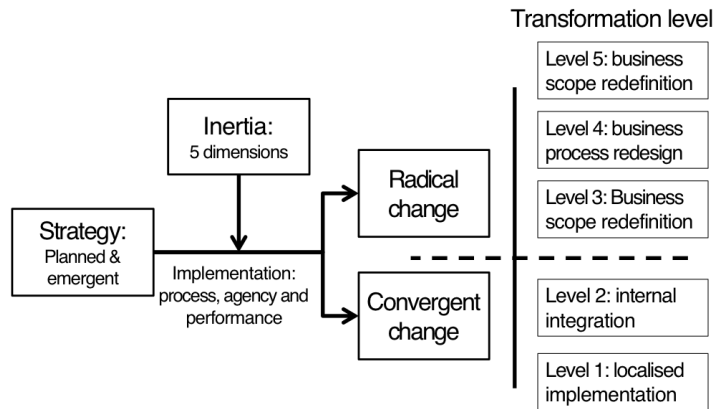 Transformation level
Level 5: business
scope redefinition
Level 4: business
process redesign
Level 3: Business
scope redefinition
Level 2: internal
integration
Level 1: localised
implementation
Inertia:
5 dimensions
Strategy:
Planned &
emergent
Implementation:
process, agency and
performance
Radical
change
Convergent
change